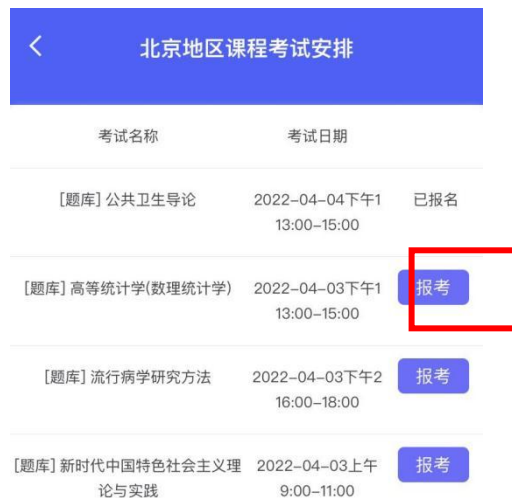 北京地区课程考试安排
考试名称 考试日期
[题库] 公共卫生导论 2022-04-04下午1 已报名
13:00-15:00
[题库] 高等统计学(数理统计学) 2022-04-03下午1 报考
13:00-15:00
[题库] 流行病学研究方法 2022-04-03下午2 报考
16:00-18:00
[题库] 新时代中国特色社会主义理 2022-04-03上午 报考
论与实践 9:00-11:00